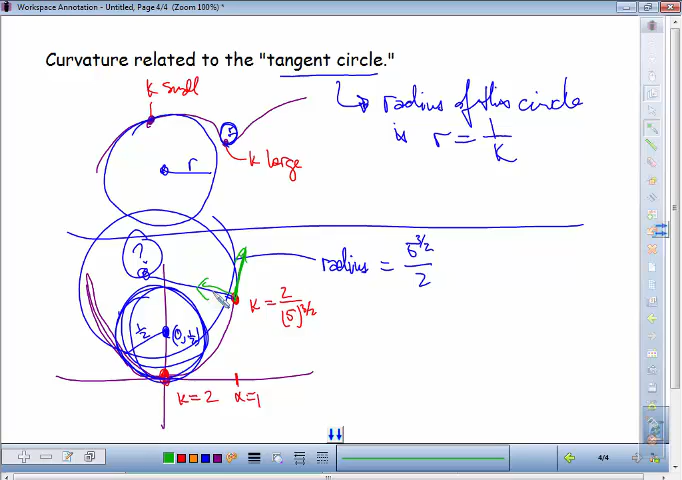 Workspace Annotation - Untitled, Page 4/4 (Zoom 100%) *
Curvature related to the "tangent circle."
k small
radius of this circle
is r = 1/k
r
r
k large
?
radius = 5^3/2 / 2
k = 2 / (5)^3/2
1/2
(0, 1/2)
k = 2
x = 1
4/4